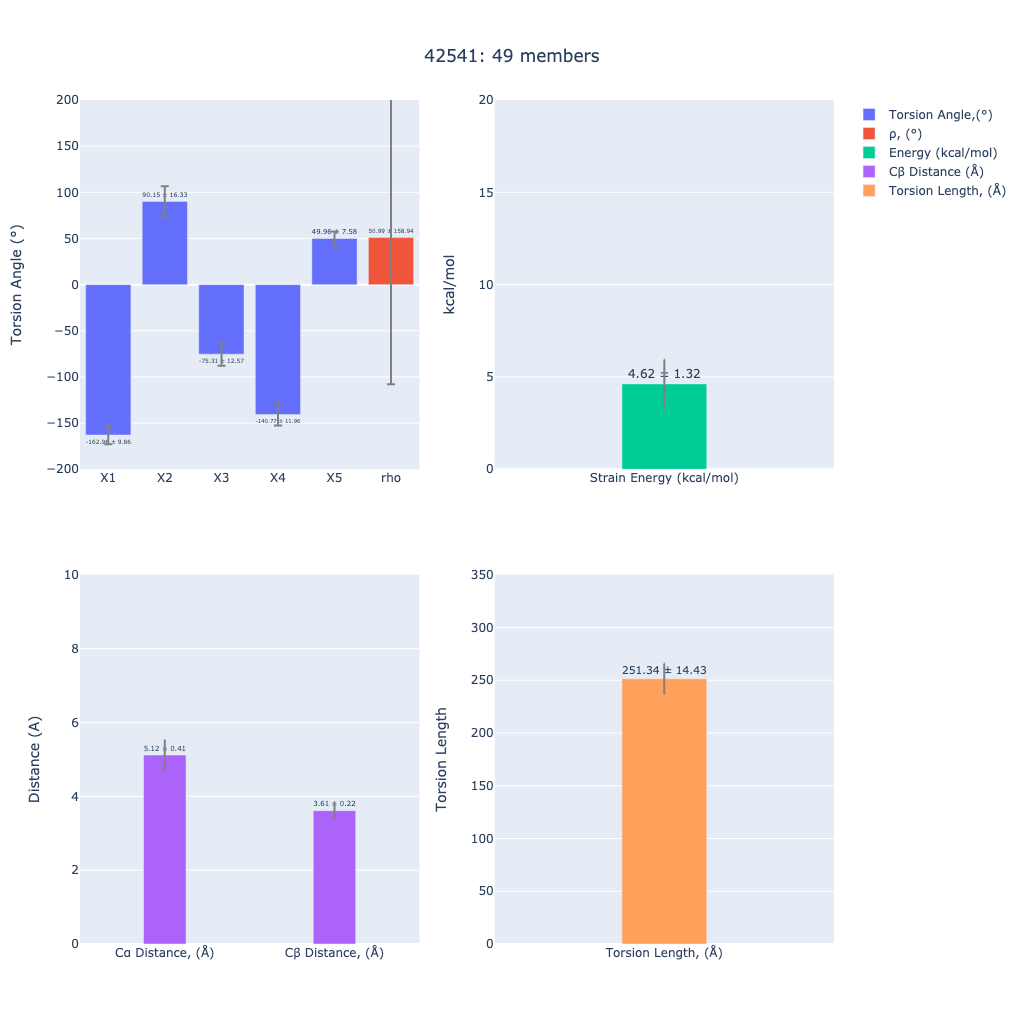 42541: 49 members
Torsion Angle (°)
200
150
100
50
0
−50
−100
−150
−200
90.15 ± 16.33
49.96 ± 7.58
50.99 ± 158.94
-75.31 ± 12.57
-140.77 ± 11.96
± 9.86
X1 X2 X3 X4 X5 rho
kcal/mol
20
15
10
5
0
4.62 ± 1.32
Strain Energy (kcal/mol)
Torsion Angle,(°)
ρ, (°)
Energy (kcal/mol)
Cβ Distance (Å)
Torsion Length, (Å)
Distance (A)
10
8
6
4
2
0
5.12 ± 0.41
3.61 ± 0.22
Cα Distance, (Å) Cβ Distance, (Å)
Torsion Length
350
300
250
200
150
100
50
0
251.34 ± 14.43
Torsion Length, (Å)